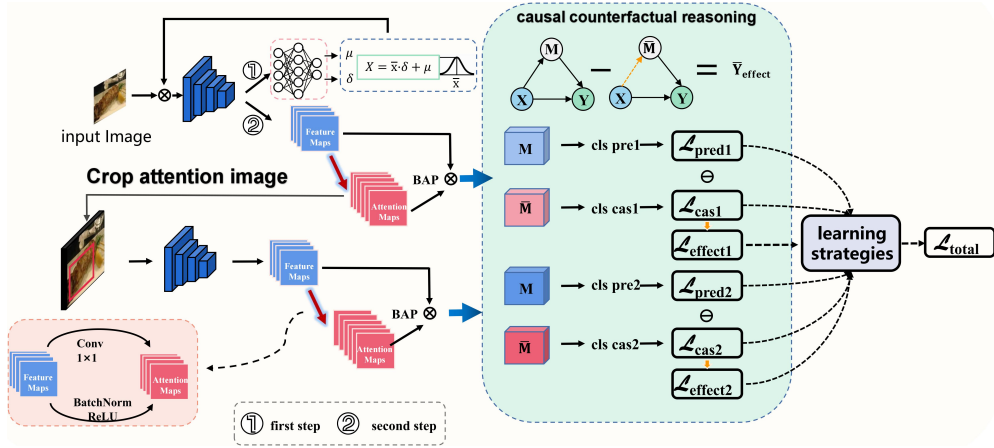 causal counterfactual reasoning
①
μ
δ
X = x̄·δ + μ
x̄
M
M̄
X
Y
X
Y
−
=
Ȳeffect
⊗
input Image
②
Feature
Maps
Attention
Maps
BAP
⊗
M
cls pre1
ℒpred1
⊖
M̄
cls cas1
ℒcas1
ℒeffect1
Crop attention image
Feature
Maps
Attention
Maps
BAP
⊗
M
cls pre2
ℒpred2
⊖
M̄
cls cas2
ℒcas2
ℒeffect2
learning
strategies
ℒtotal
Conv
1×1
Feature
Maps
Attention
Maps
BatchNorm
ReLU
① first step
② second step